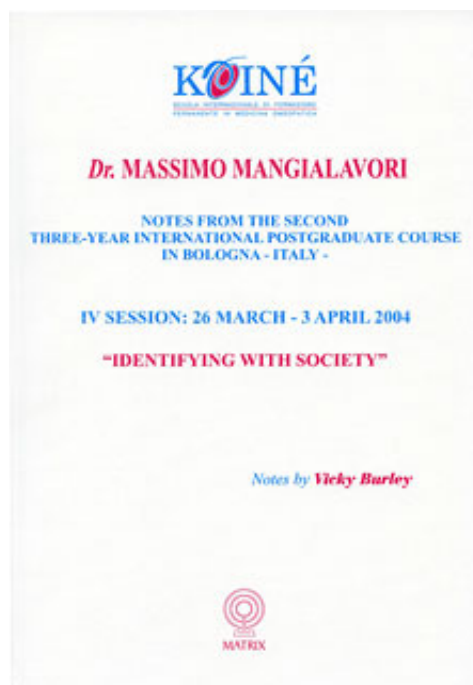 KOINÉ
SCUOLA INTERNAZIONALE DI FORMAZIONE
PERMANENTE IN MEDICINA OMEOPATICA
Dr. MASSIMO MANGIALAVORI
NOTES FROM THE SECOND
THREE-YEAR INTERNATIONAL POSTGRADUATE COURSE
IN BOLOGNA - ITALY -
IV SESSION: 26 MARCH - 3 APRIL 2004
“IDENTIFYING WITH SOCIETY”
Notes by Vicky Burley
MATRIX